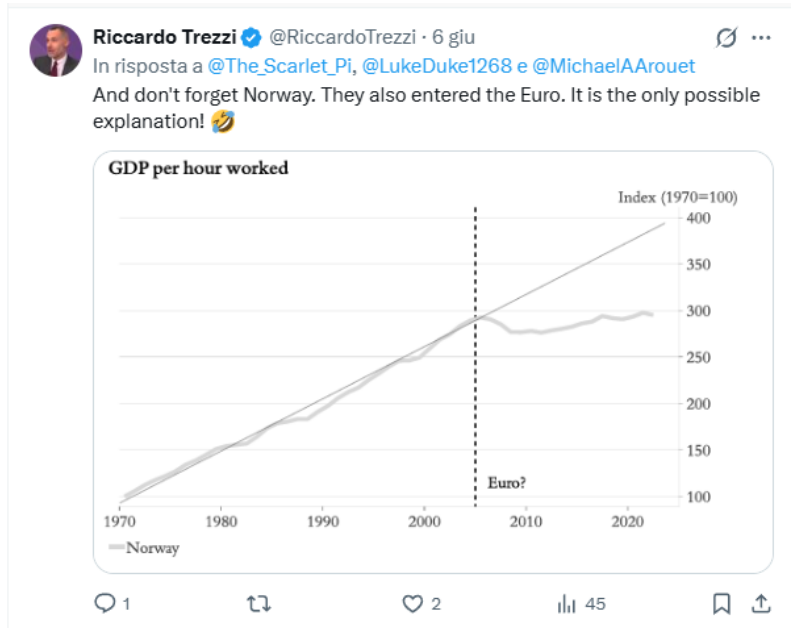 Riccardo Trezzi @RiccardoTrezzi · 6 giu
In risposta a @The_Scarlet_Pi, @LukeDuke1268 e @MichaelAArouet
And don't forget Norway. They also entered the Euro. It is the only possible
explanation! 🤣
GDP per hour worked
Index (1970=100)
400
350
300
250
200
150
100
Euro?
1970 1980 1990 2000 2010 2020
Norway
1 2 45